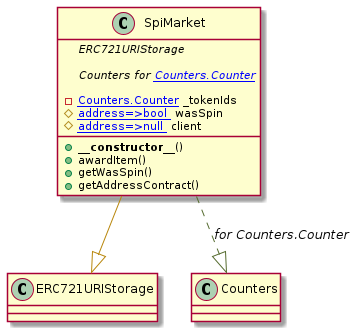 C SpiMarket
ERC721URIStorage
Counters for Counters.Counter
Counters.Counter _tokenIds
address=>bool wasSpin
address=>null client
__constructor__()
awardItem()
getWasSpin()
getAddressContract()
for Counters.Counter
C ERC721URIStorage
C Counters